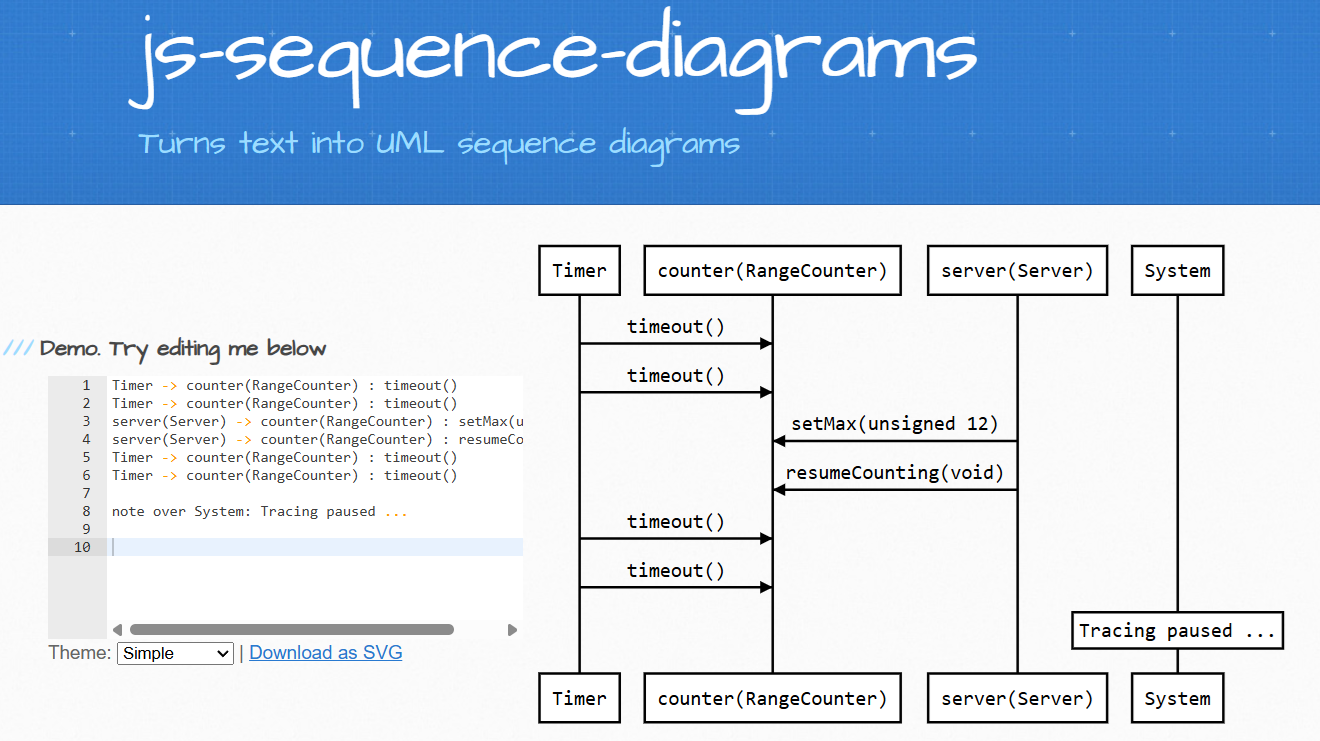 js-sequence-diagrams
Turns text into UML sequence diagrams
/// Demo. Try editing me below
1 Timer -> counter(RangeCounter) : timeout()
2 Timer -> counter(RangeCounter) : timeout()
3 server(Server) -> counter(RangeCounter) : setMax(u
4 server(Server) -> counter(RangeCounter) : resumeCo
5 Timer -> counter(RangeCounter) : timeout()
6 Timer -> counter(RangeCounter) : timeout()
7
8 note over System: Tracing paused ...
9
10
Theme: Simple | Download as SVG
Timer counter(RangeCounter) server(Server) System
timeout()
timeout()
setMax(unsigned 12)
resumeCounting(void)
timeout()
timeout()
Tracing paused ...
Timer counter(RangeCounter) server(Server) System